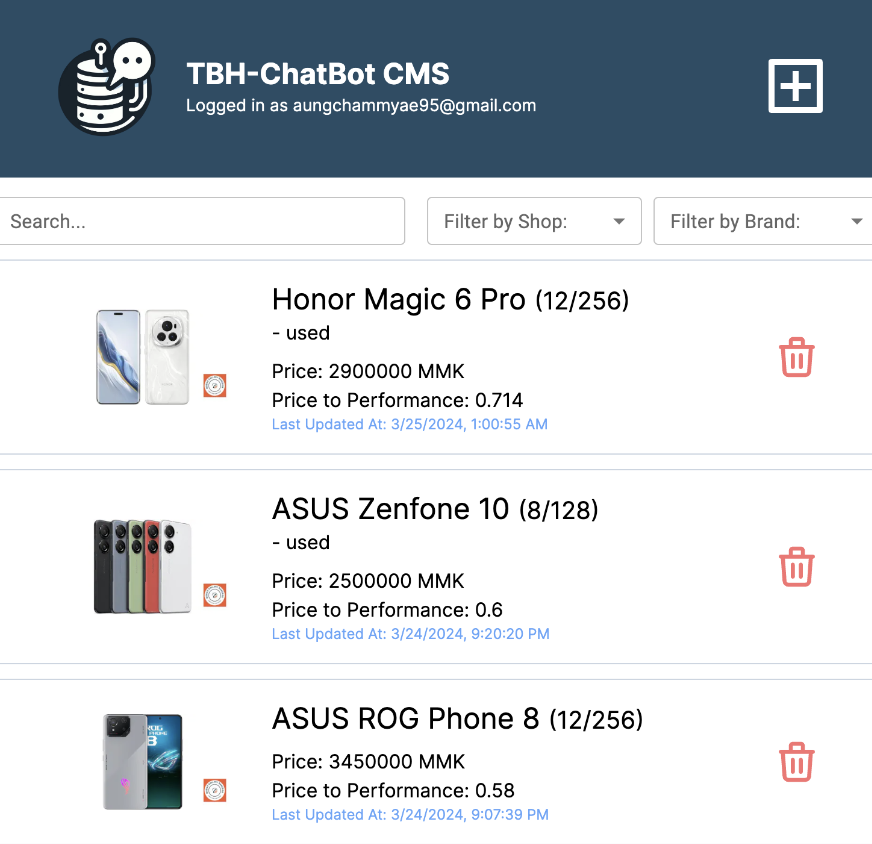 TBH-ChatBot CMS
Logged in as aungchammyae95@gmail.com
Search...
Filter by Shop:
Filter by Brand:
Honor Magic 6 Pro (12/256)
- used
Price: 2900000 MMK
Price to Performance: 0.714
Last Updated At: 3/25/2024, 1:00:55 AM
ASUS Zenfone 10 (8/128)
- used
Price: 2500000 MMK
Price to Performance: 0.6
Last Updated At: 3/24/2024, 9:20:20 PM
ASUS ROG Phone 8 (12/256)
Price: 3450000 MMK
Price to Performance: 0.58
Last Updated At: 3/24/2024, 9:07:39 PM